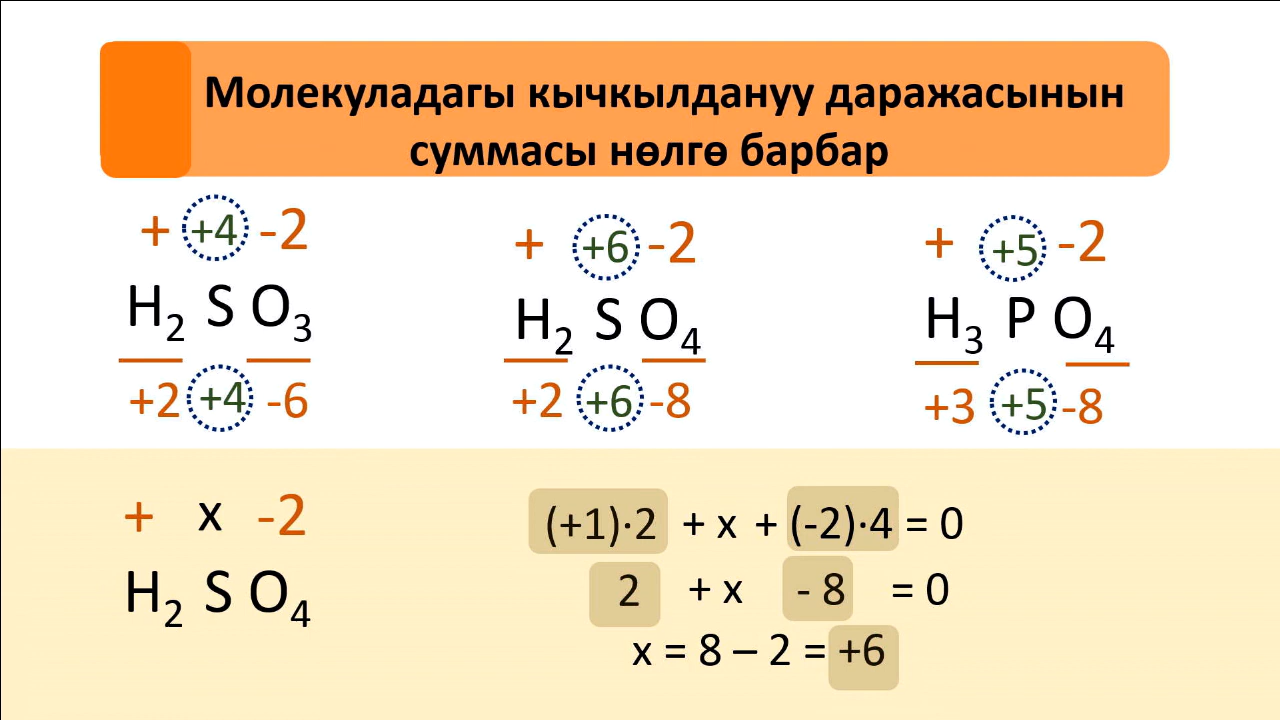 Молекуладагы кычкылдануу даражасынын
суммасы нөлгө барбар
+ +4 -2
H₂ S O₃
+2 +4 -6
+ +6 -2
H₂ S O₄
+2 +6 -8
+ +5 -2
H₃ P O₄
+3 +5 -8
+ x -2
H₂ S O₄
(+1)·2 + x + (-2)·4 = 0
2 + x - 8 = 0
x = 8 – 2 = +6